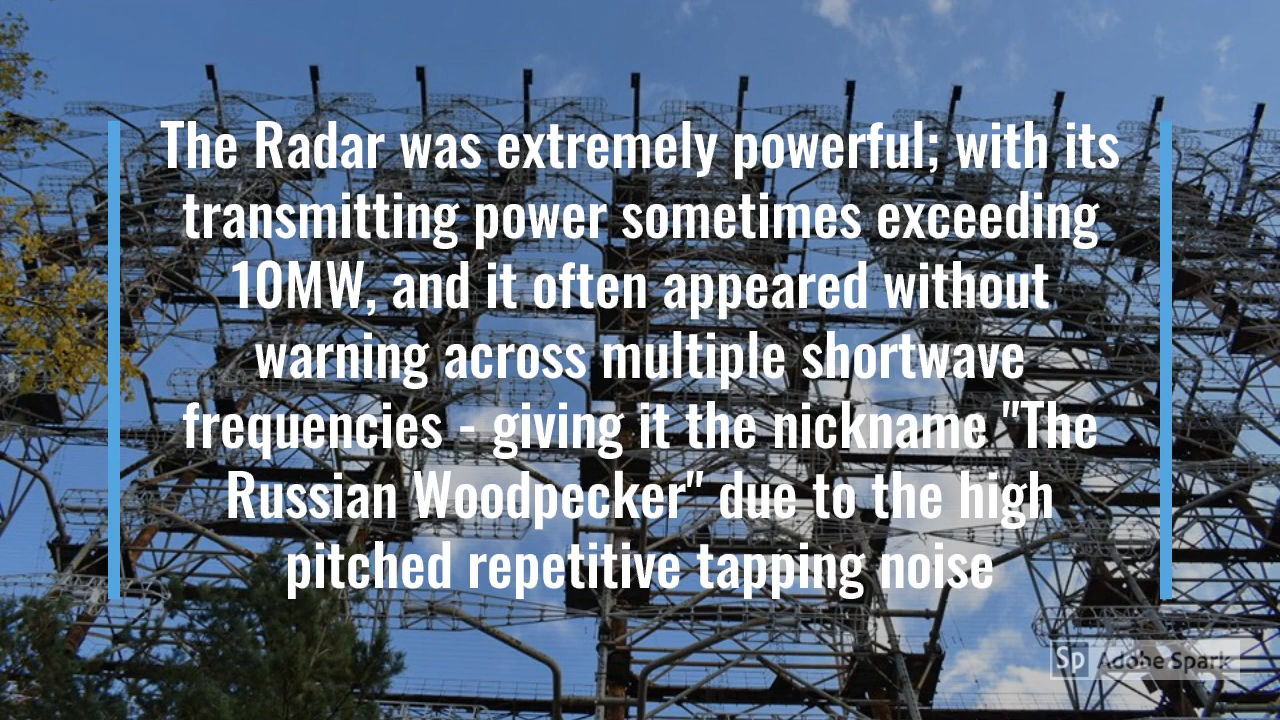 The Radar was extremely powerful; with its
transmitting power sometimes exceeding
10MW, and it often appeared without
warning across multiple shortwave
frequencies - giving it the nickname "The
Russian Woodpecker" due to the high
pitched repetitive tapping noise
Sp Adobe Spark